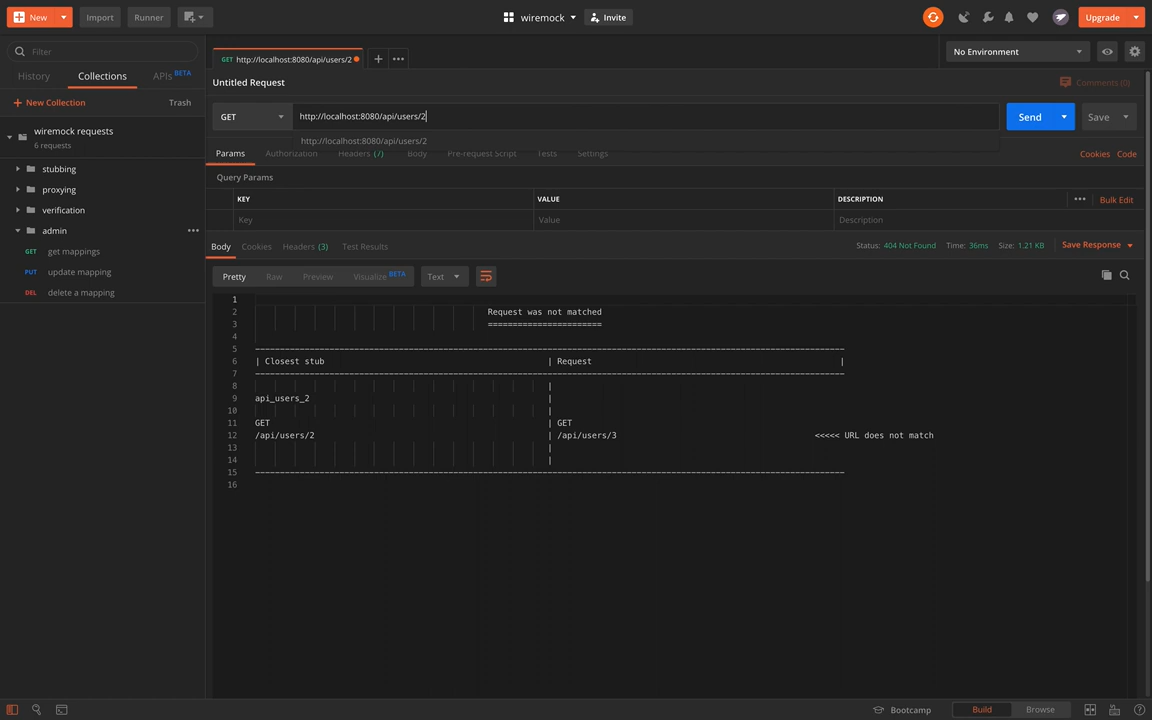 New
Import
Runner
wiremock
Invite
Upgrade
Filter
History
Collections
APIs BETA
New Collection
Trash
wiremock requests
6 requests
stubbing
proxying
verification
admin
GET get mappings
PUT update mapping
DEL delete a mapping
GET http://localhost:8080/api/users/2
No Environment
Untitled Request
Comments (0)
GET
http://localhost:8080/api/users/2
Send
Save
http://localhost:8080/api/users/2
Params Authorization Headers (7) Body Pre-request Script Tests Settings
Cookies Code
Query Params
KEY VALUE DESCRIPTION
Bulk Edit
Key Value Description
Body Cookies Headers (3) Test Results
Status: 404 Not Found Time: 36ms Size: 1.21 KB Save Response
Pretty Raw Preview Visualize BETA Text
1
2 Request was not matched
3 =======================
4
5 -----------------------------------------------------------------------------------------------------------------------
6 | Closest stub | Request |
7 -----------------------------------------------------------------------------------------------------------------------
8 |
9 api_users_2 |
10 |
11 GET | GET
12 /api/users/2 | /api/users/3 <<<<< URL does not match
13 |
14 |
15 -----------------------------------------------------------------------------------------------------------------------
16
Bootcamp
Build
Browse